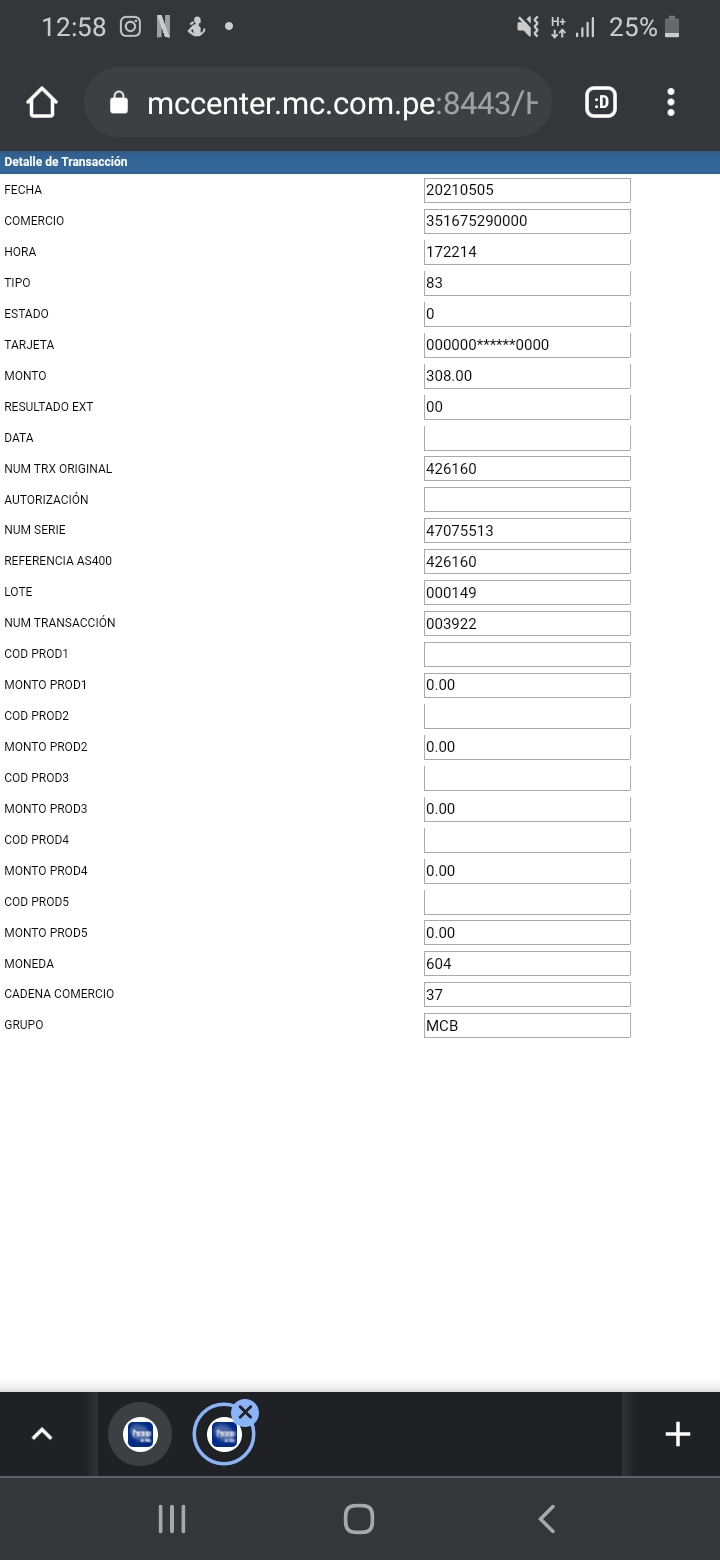 12:58
25%
mccenter.mc.com.pe:8443/H
:D
Detalle de Transacción
FECHA 20210505
COMERCIO 351675290000
HORA 172214
TIPO 83
ESTADO 0
TARJETA 000000******0000
MONTO 308.00
RESULTADO EXT 00
DATA
NUM TRX ORIGINAL 426160
AUTORIZACIÓN
NUM SERIE 47075513
REFERENCIA AS400 426160
LOTE 000149
NUM TRANSACCIÓN 003922
COD PROD1
MONTO PROD1 0.00
COD PROD2
MONTO PROD2 0.00
COD PROD3
MONTO PROD3 0.00
COD PROD4
MONTO PROD4 0.00
COD PROD5
MONTO PROD5 0.00
MONEDA 604
CADENA COMERCIO 37
GRUPO MCB